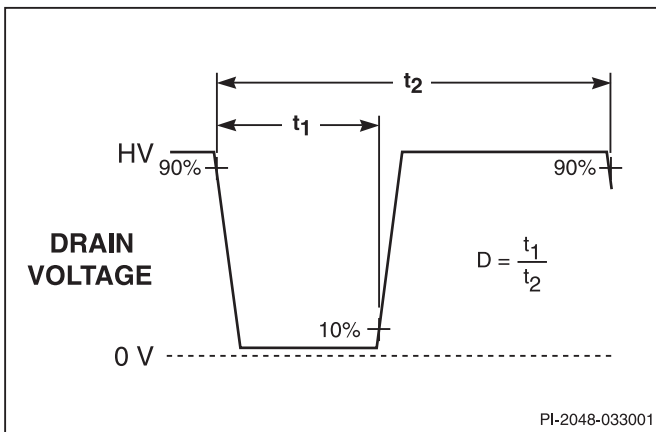 t2
t1
HV
90%
90%
DRAIN
VOLTAGE
D = t1/t2
10%
0 V
PI-2048-033001